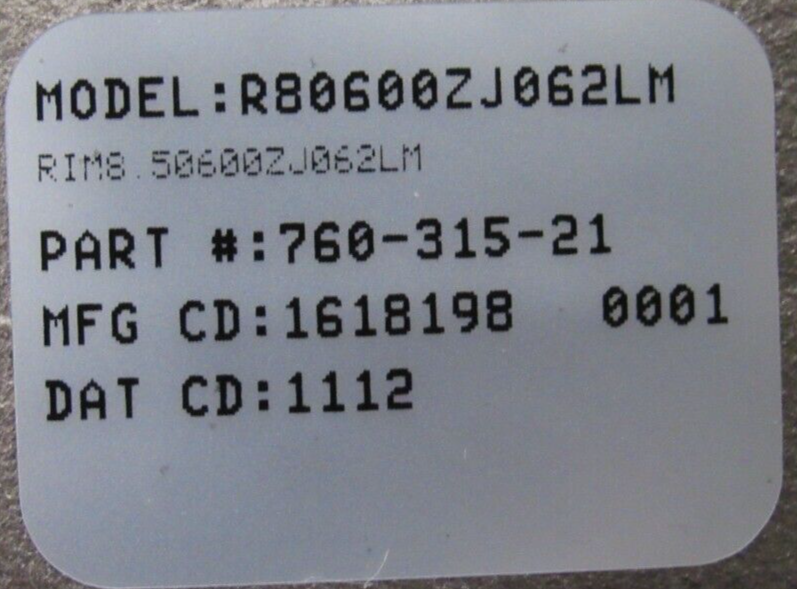 MODEL:R80600ZJ062LM
RIM8.50600ZJ062LM
PART #:760-315-21
MFG CD:1618198 0001
DAT CD:1112